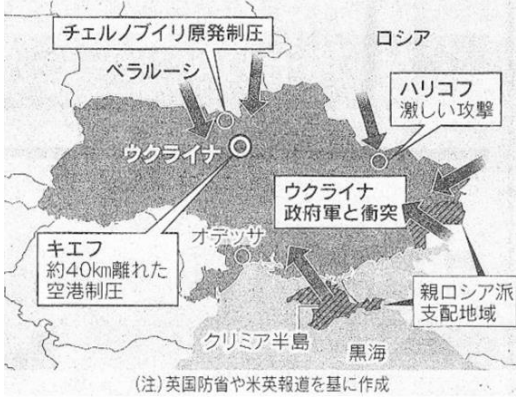 チェルノブイリ原発制圧
ロシア
ベラルーシ
ハリコフ
激しい攻撃
ウクライナ
ウクライナ
政府軍と衝突
オデッサ
キエフ
約40km離れた
空港制圧
親ロシア派
支配地域
クリミア半島
黒海
(注)英国防省や米英報道を基に作成